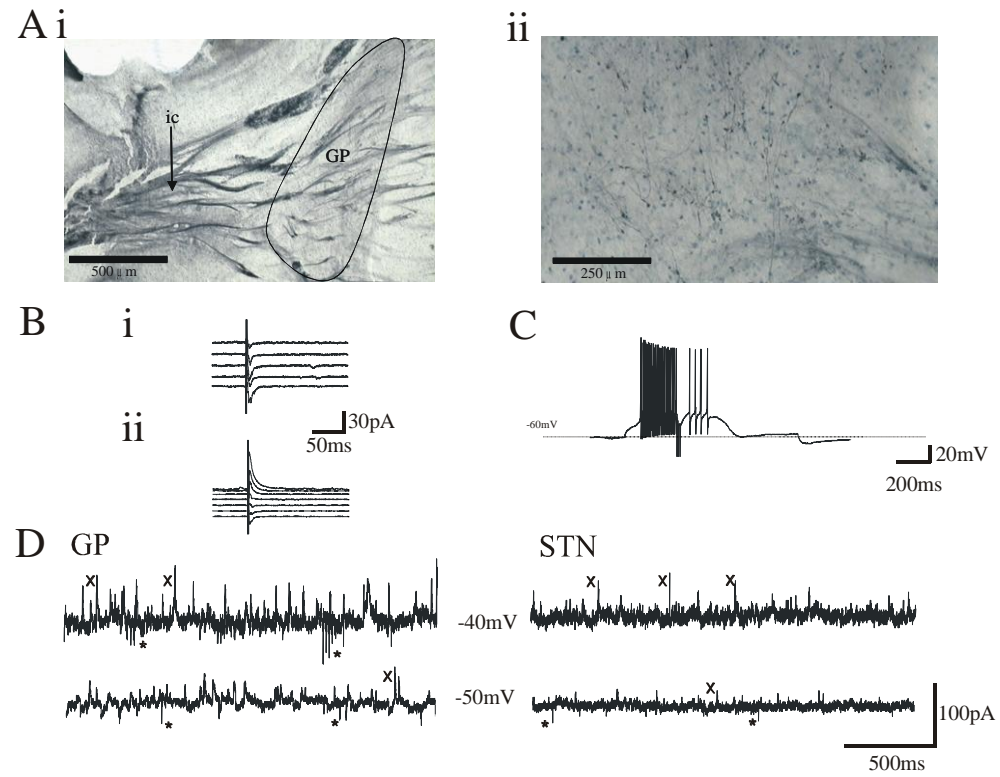 A i
ii
ic
GP
500 μ m
250 μ m
B i
C
30pA
50ms
ii
-60mV
20mV
200ms
D GP
STN
x x
x x x
-40mV
*
*
x
-50mV
x
* *
* *
100pA
500ms